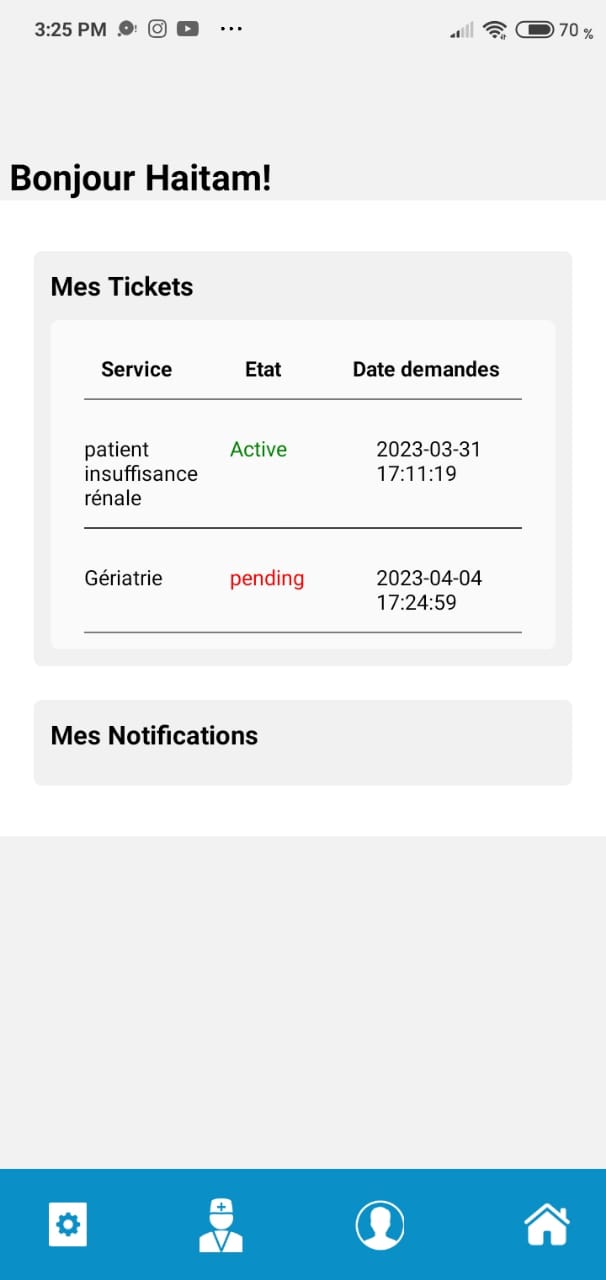 3:25 PM ... 70 %
Bonjour Haitam!
Mes Tickets
Service Etat Date demandes
patient Active 2023-03-31
insuffisance 17:11:19
rénale
Gériatrie pending 2023-04-04
17:24:59
Mes Notifications